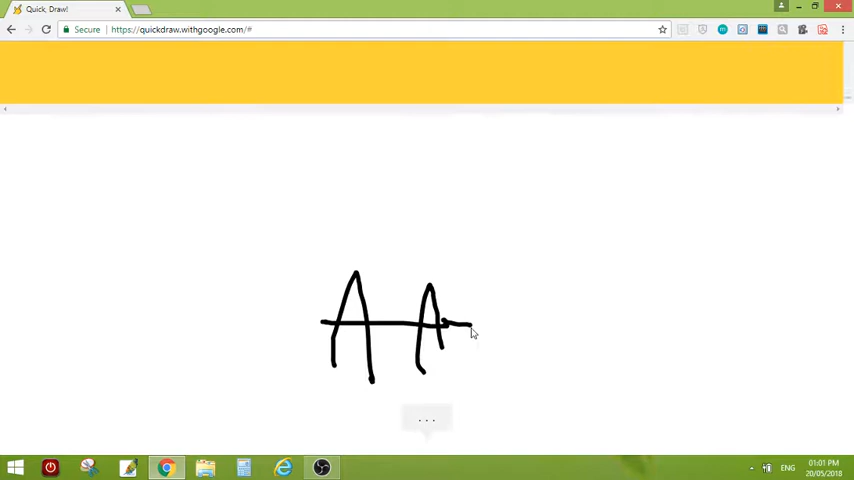 Quick, Draw!
Secure
https://quickdraw.withgoogle.com/#
...
01:01 PM
ENG
20/05/2018